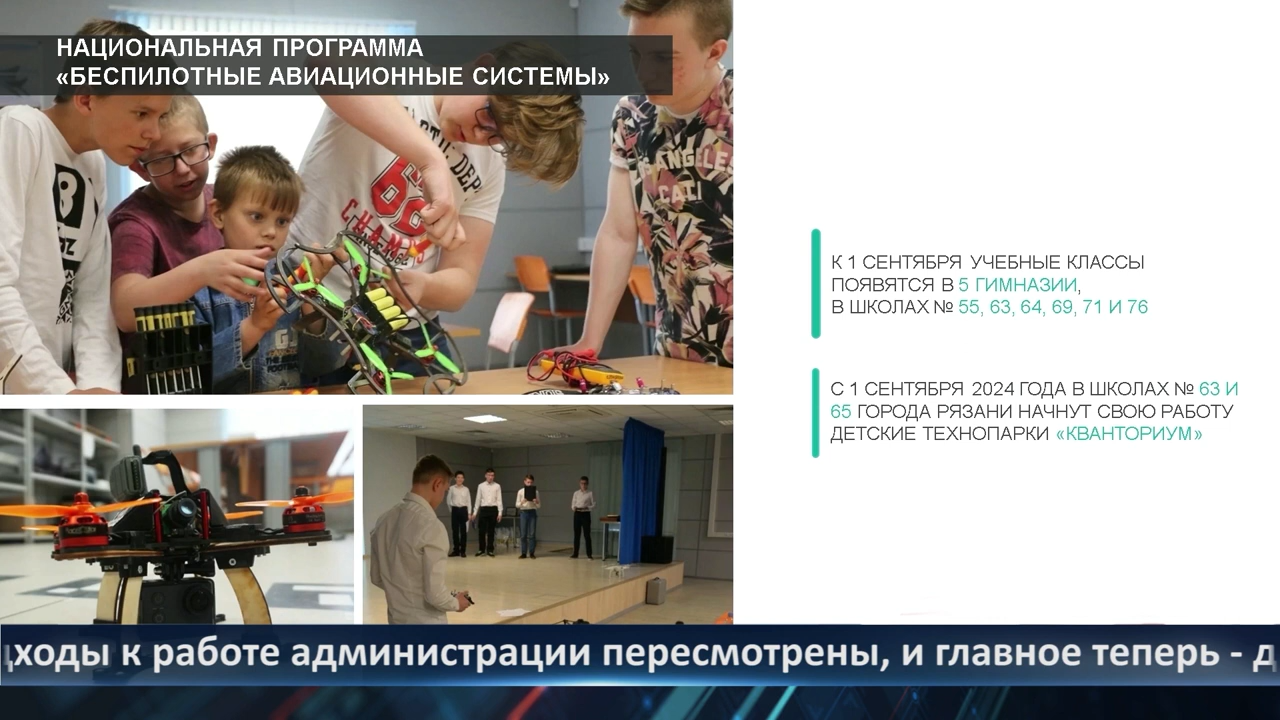 НАЦИОНАЛЬНАЯ ПРОГРАММА
«БЕСПИЛОТНЫЕ АВИАЦИОННЫЕ СИСТЕМЫ»
К 1 СЕНТЯБРЯ УЧЕБНЫЕ КЛАССЫ
ПОЯВЯТСЯ В 5 ГИМНАЗИИ,
В ШКОЛАХ № 55, 63, 64, 69, 71 И 76
С 1 СЕНТЯБРЯ 2024 ГОДА В ШКОЛАХ № 63 И
65 ГОРОДА РЯЗАНИ НАЧНУТ СВОЮ РАБОТУ
ДЕТСКИЕ ТЕХНОПАРКИ «КВАНТОРИУМ»
дходы к работе администрации пересмотрены, и главное теперь - д